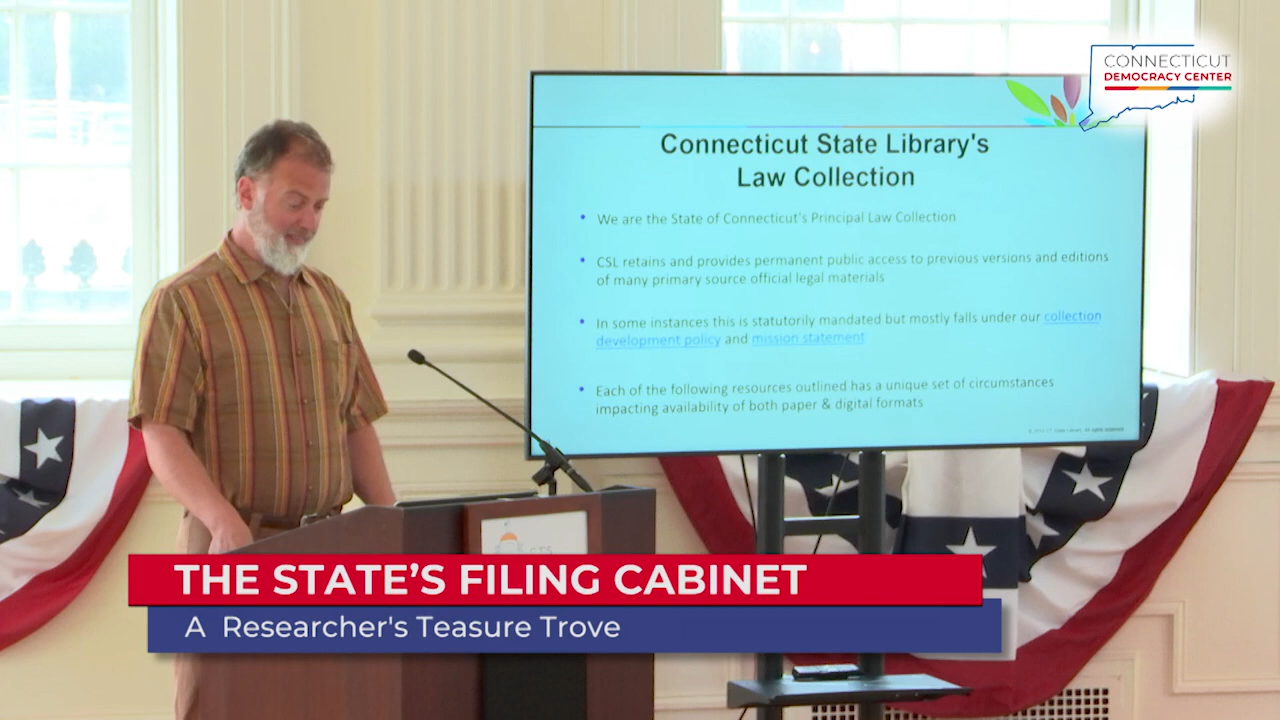 CONNECTICUT
DEMOCRACY CENTER
Connecticut State Library's
Law Collection
• We are the State of Connecticut's Principal Law Collection
• CSL retains and provides permanent public access to previous versions and editions
of many primary source official legal materials
• In some instances this is statutorily mandated but mostly falls under our collection
development policy and mission statement
• Each of the following resources outlined has a unique set of circumstances
impacting availability of both paper & digital formats
THE STATE'S FILING CABINET
A Researcher's Teasure Trove